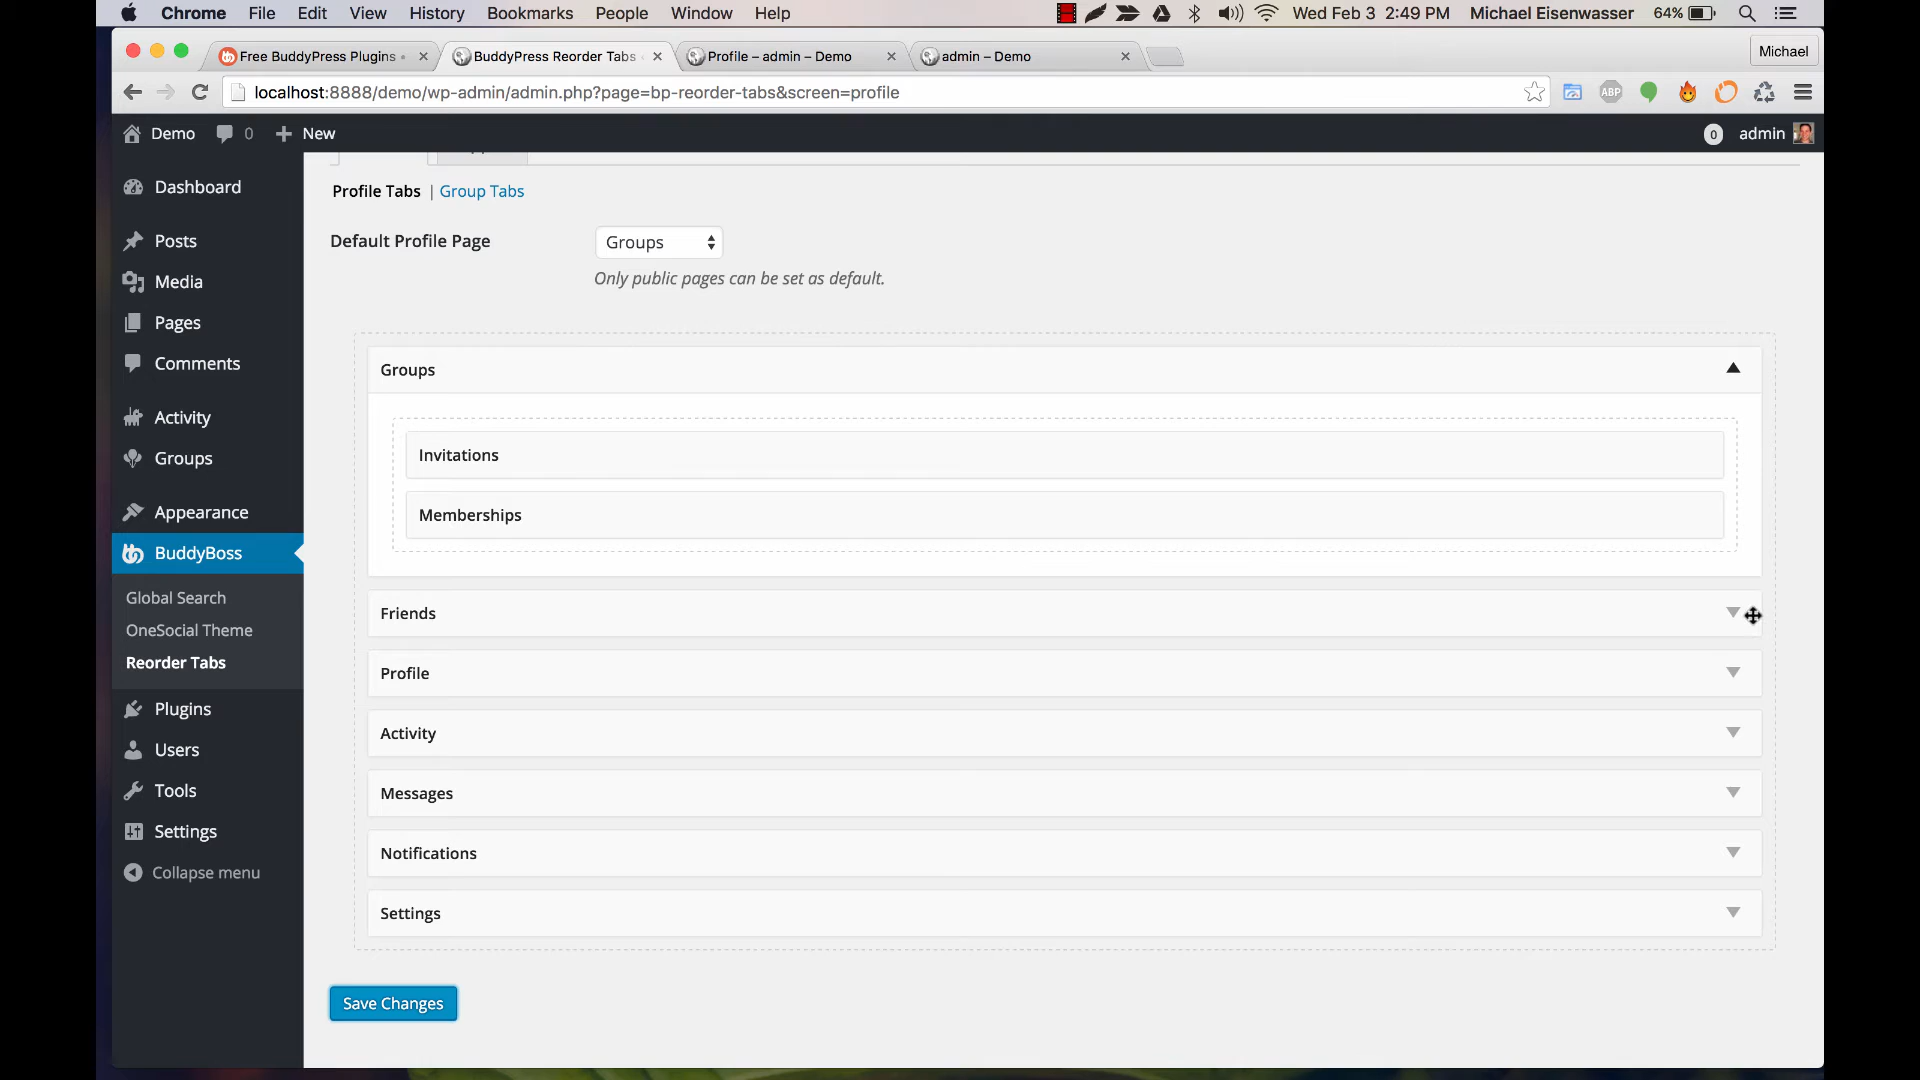 Chrome File Edit View History Bookmarks People Window Help Wed Feb 3 2:49 PM Michael Eisenwasser 64%
Free BuddyPress Plugins BuddyPress Reorder Tabs Profile – admin – Demo admin – Demo Michael
localhost:8888/demo/wp-admin/admin.php?page=bp-reorder-tabs&screen=profile ABP
Demo 0 New 0 admin
Dashboard
Posts
Media
Pages
Comments
Activity
Groups
Appearance
BuddyBoss
Global Search
OneSocial Theme
Reorder Tabs
Plugins
Users
Tools
Settings
Collapse menu
Profile Tabs | Group Tabs
Default Profile Page Groups
Only public pages can be set as default.
Groups
Invitations
Memberships
Friends
Profile
Activity
Messages
Notifications
Settings
Save Changes